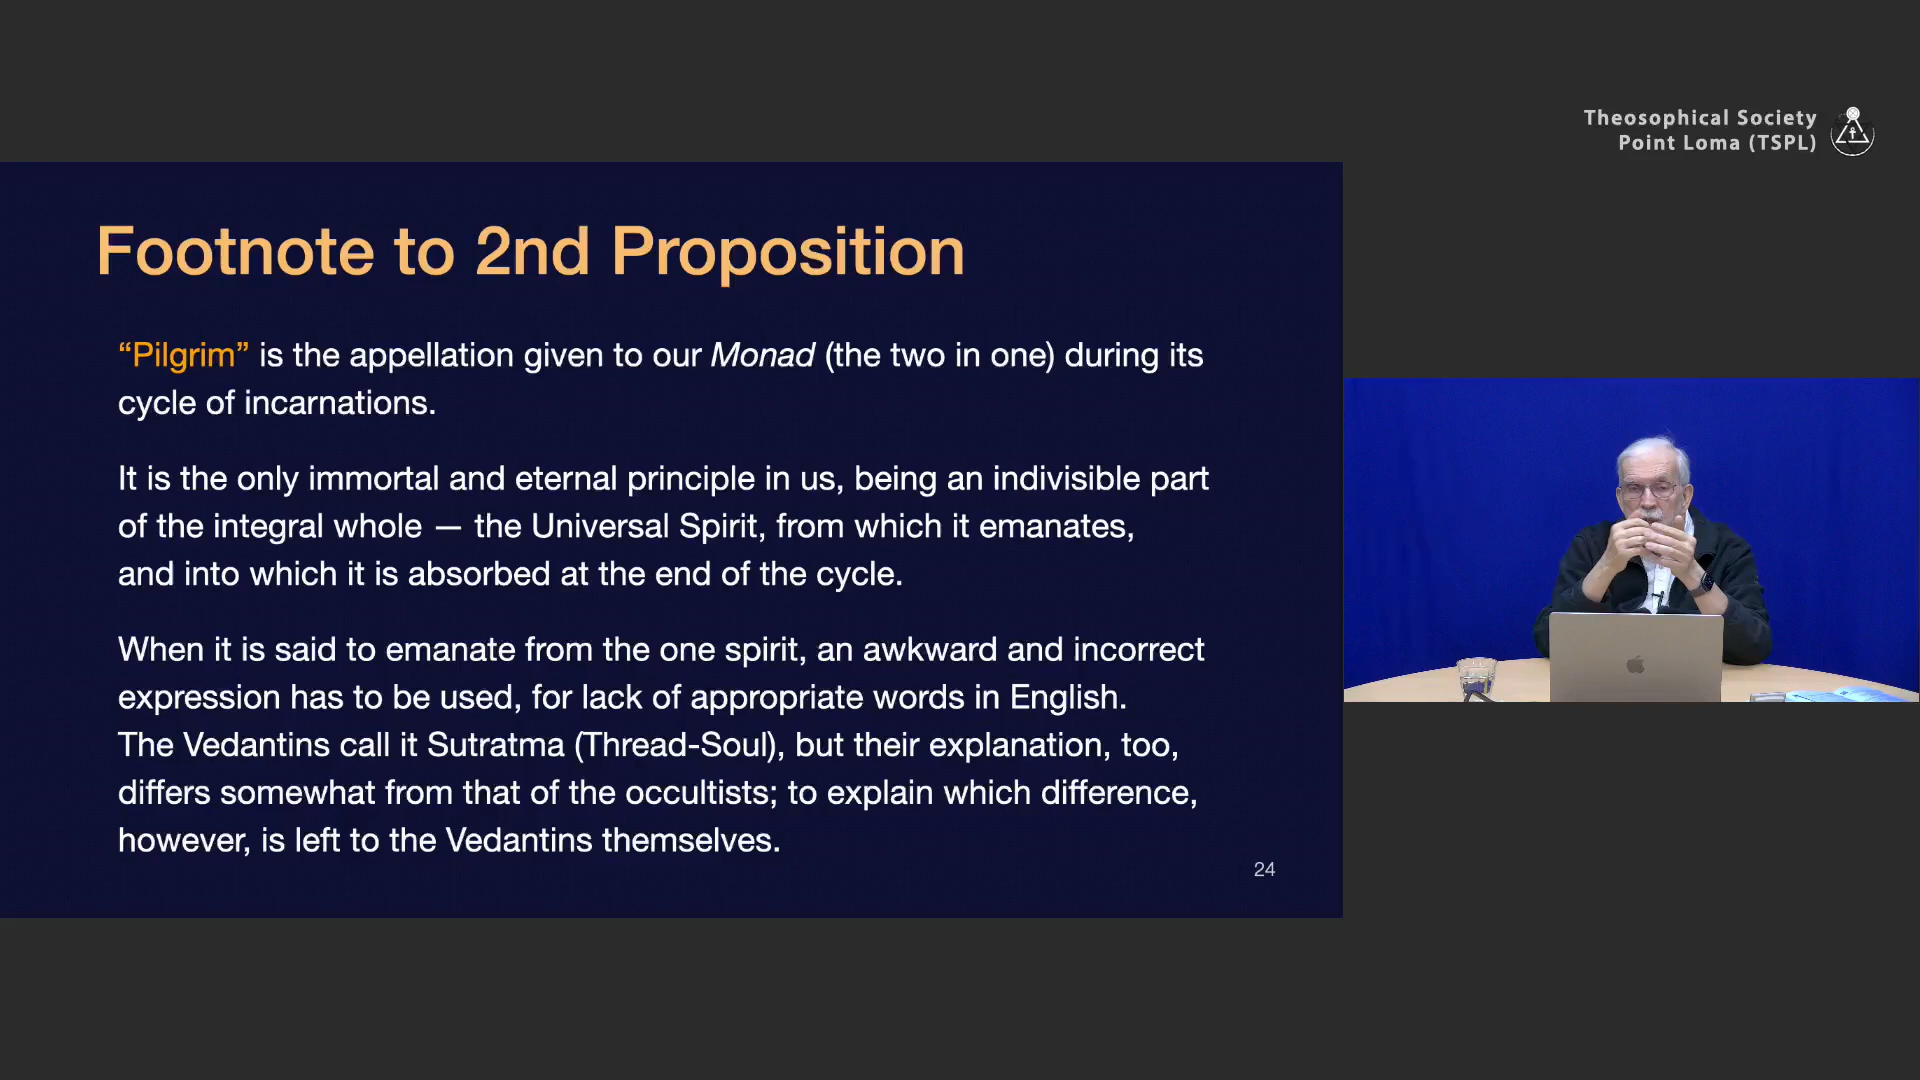 Theosophical Society
Point Loma (TSPL)
Footnote to 2nd Proposition
“Pilgrim” is the appellation given to our Monad (the two in one) during its
cycle of incarnations.
It is the only immortal and eternal principle in us, being an indivisible part
of the integral whole — the Universal Spirit, from which it emanates,
and into which it is absorbed at the end of the cycle.
When it is said to emanate from the one spirit, an awkward and incorrect
expression has to be used, for lack of appropriate words in English.
The Vedantins call it Sutratma (Thread-Soul), but their explanation, too,
differs somewhat from that of the occultists; to explain which difference,
however, is left to the Vedantins themselves.
24